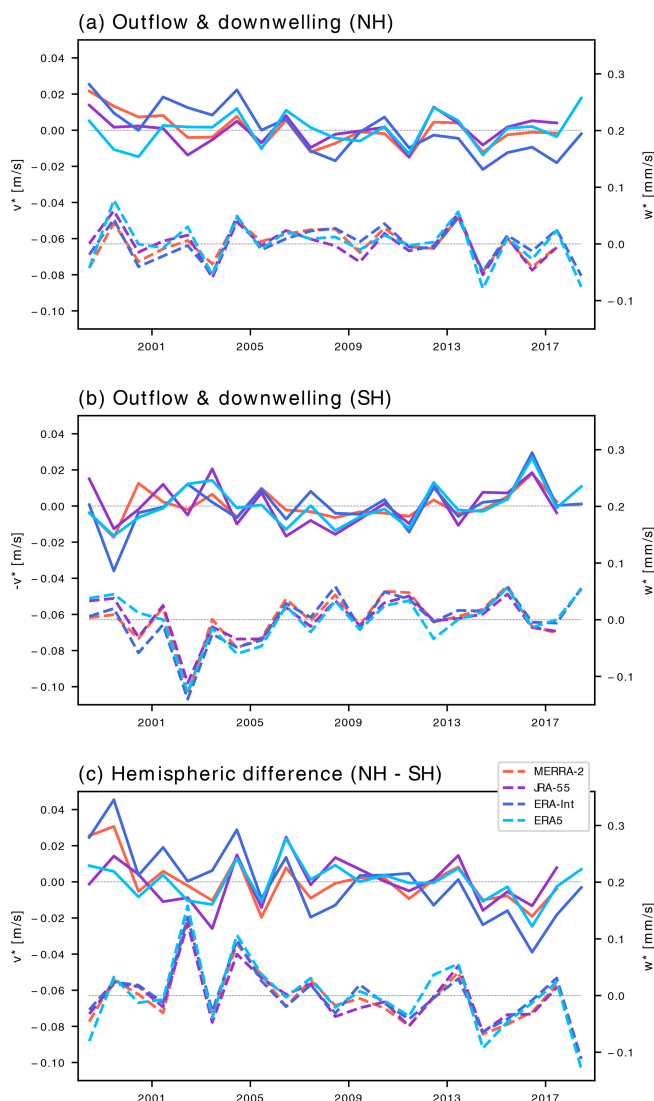 (a) Outflow & downwelling (NH)
0.04
0.02
0.00
−0.02
−0.04
−0.06
−0.08
−0.10
v* [m/s]
0.3
0.2
0.1
0.0
−0.1
w* [mm/s]
2001 2005 2009 2013 2017
(b) Outflow & downwelling (SH)
0.04
0.02
0.00
−0.02
−0.04
−0.06
−0.08
−0.10
-v* [m/s]
0.3
0.2
0.1
0.0
−0.1
w* [mm/s]
2001 2005 2009 2013 2017
(c) Hemispheric difference (NH - SH)
MERRA-2
JRA-55
ERA-Int
ERA5
0.04
0.02
0.00
−0.02
−0.04
−0.06
−0.08
−0.10
v* [m/s]
0.3
0.2
0.1
0.0
−0.1
w* [mm/s]
2001 2005 2009 2013 2017